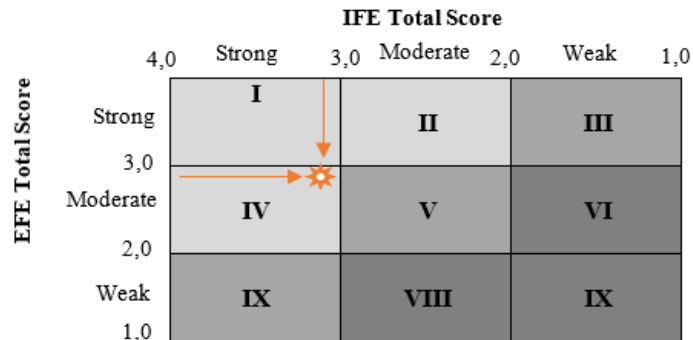 IFE Total Score
4,0 Strong 3,0 Moderate 2,0 Weak 1,0
EFE Total Score
Strong I II III
3,0
Moderate IV V VI
2,0
Weak IX VIII IX
1,0